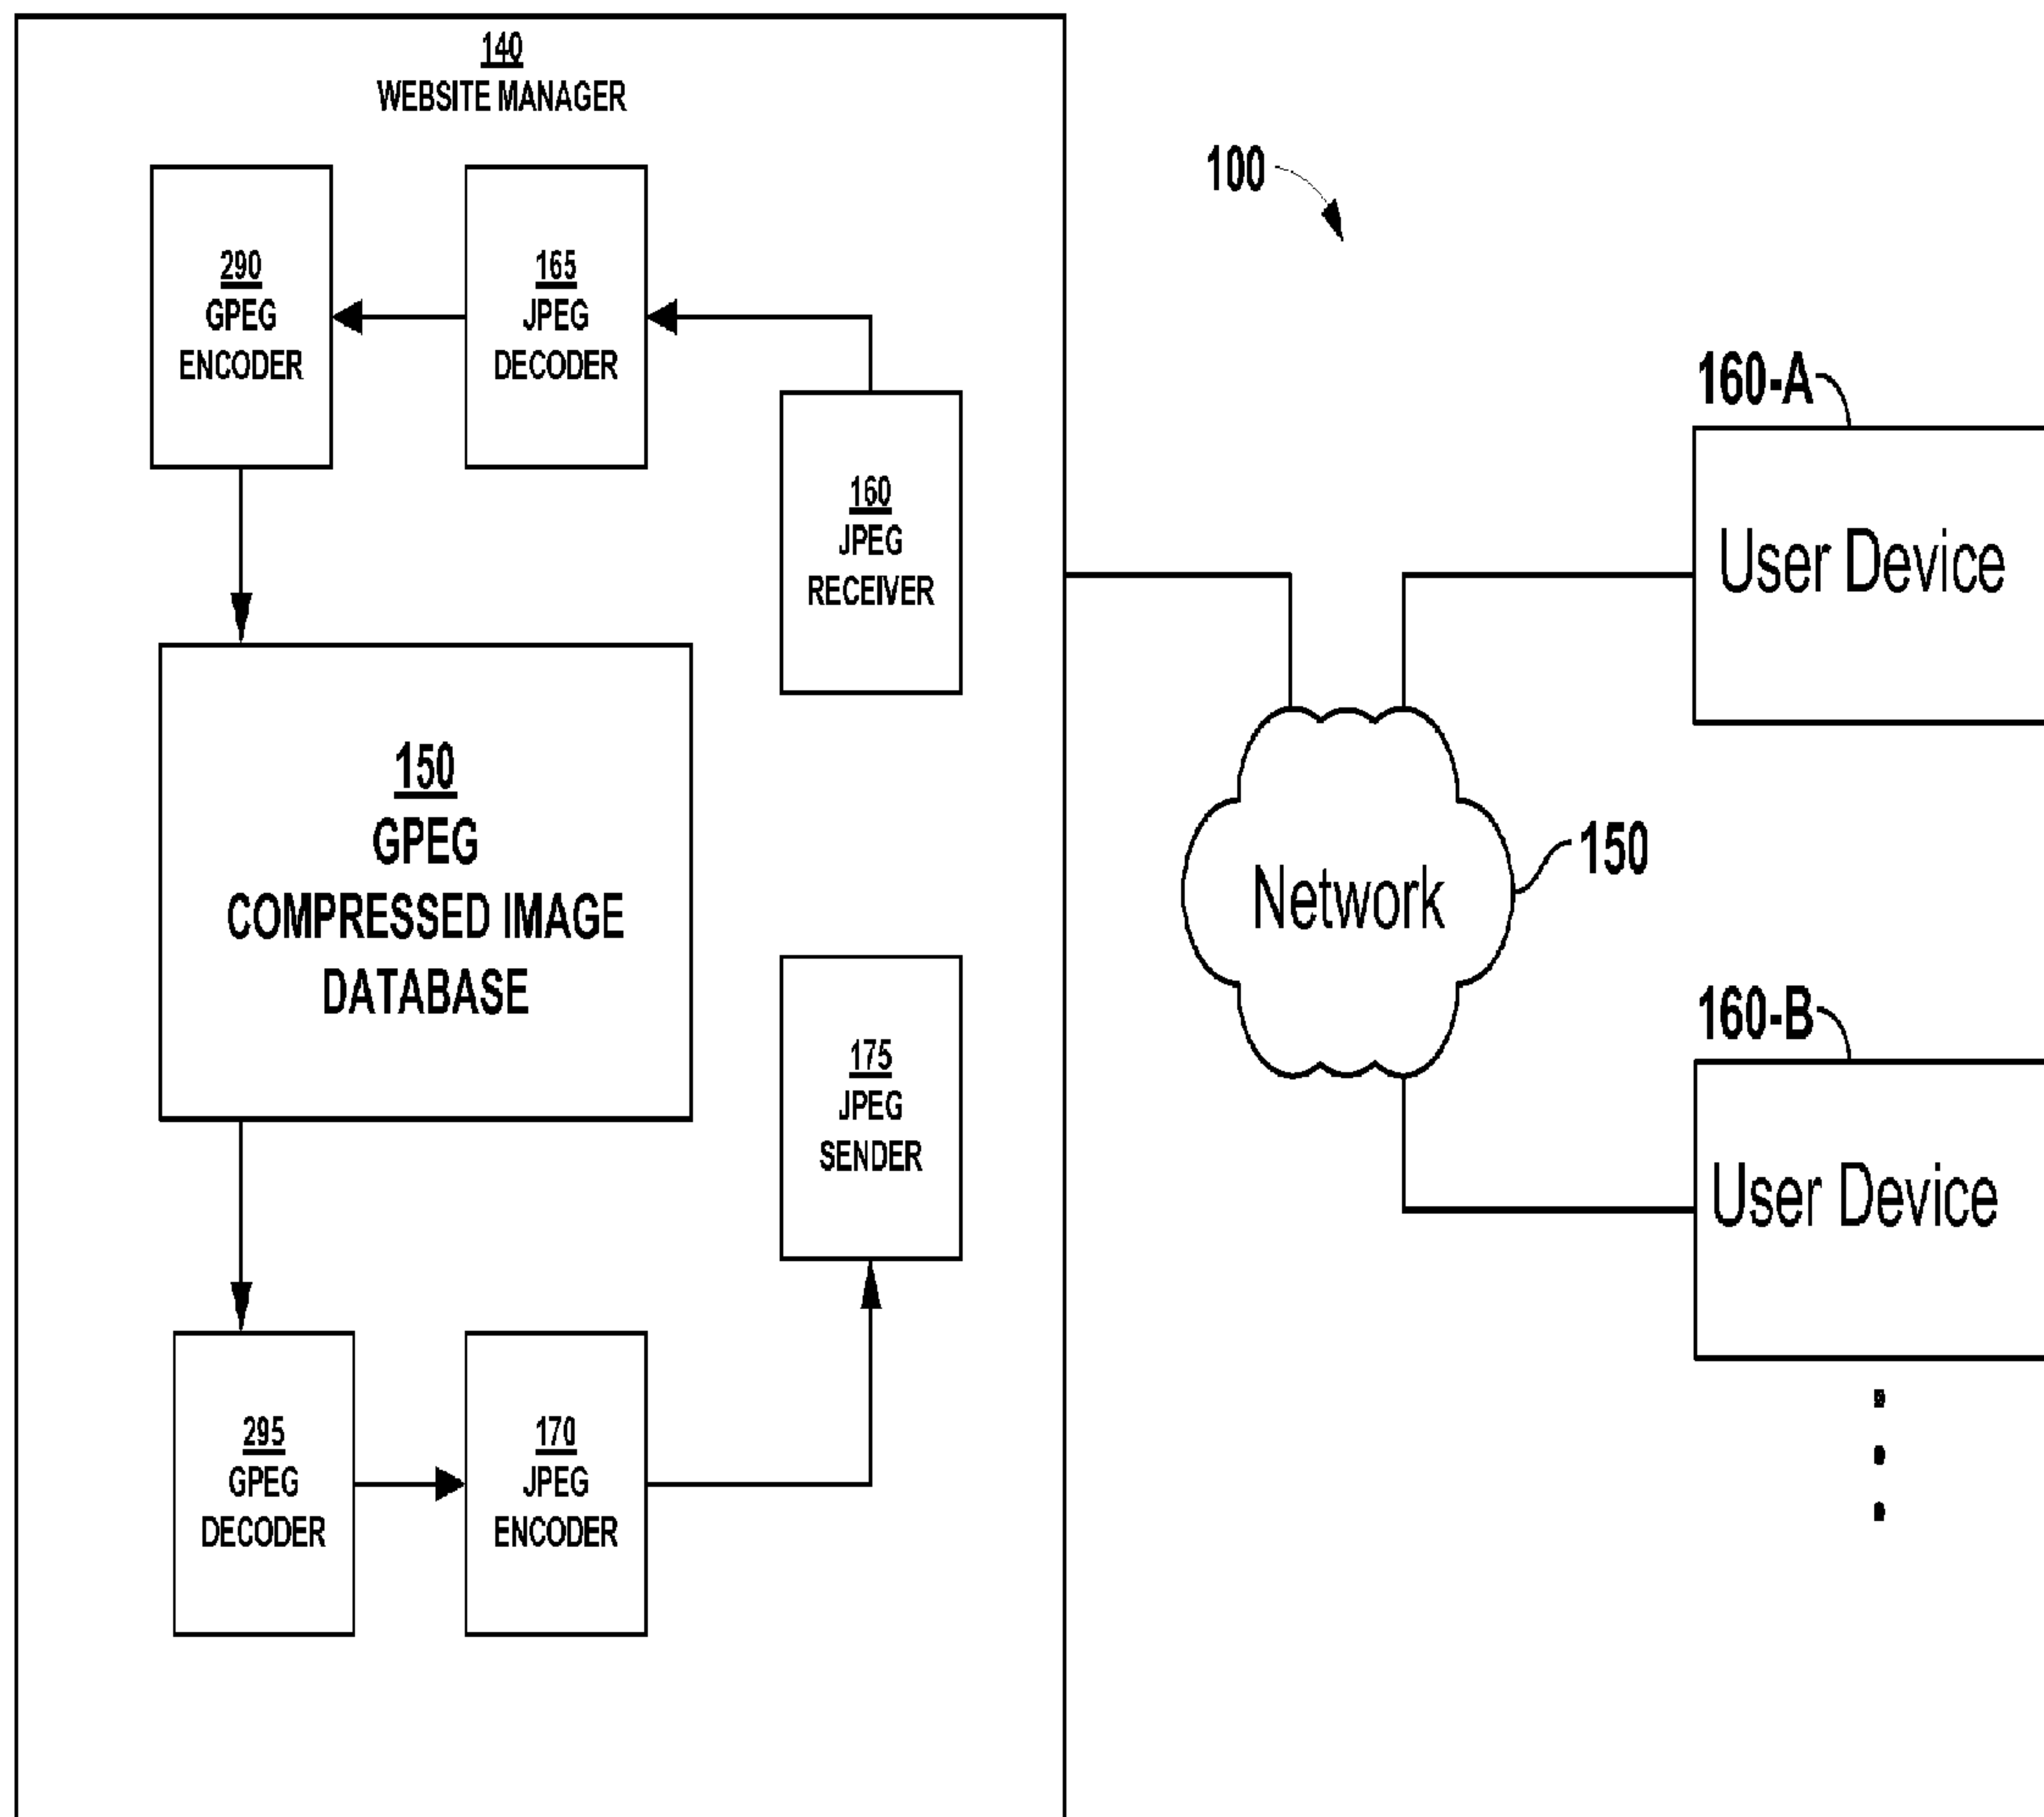 140
WEBSITE MANAGER
100
290
GPEG
ENCODER
165
JPEG
DECODER
160
JPEG
RECEIVER
160-A
User Device
150
GPEG
COMPRESSED IMAGE
DATABASE
Network
150
175
JPEG
SENDER
160-B
User Device
295
GPEG
DECODER
170
JPEG
ENCODER